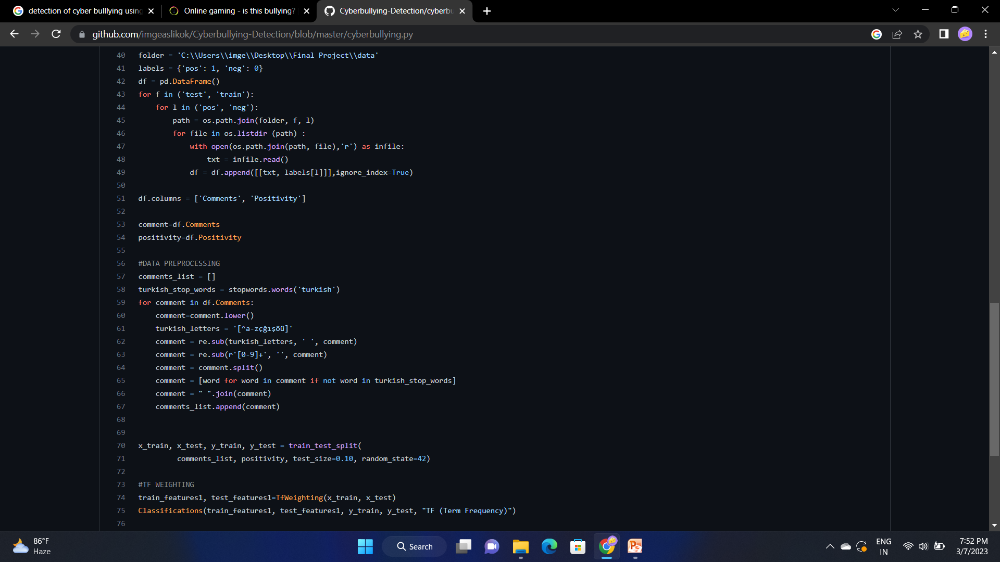 detection of cyber bulllying using
Online gaming - is this bullying?
Cyberbullying-Detection/cyberbu
github.com/imgeaslikok/Cyberbullying-Detection/blob/master/cyberbullying.py
40 folder = 'C:\\Users\\imge\\Desktop\\Final Project\\data'
41 labels = {'pos': 1, 'neg': 0}
42 df = pd.DataFrame()
43 for f in ('test', 'train'):
44     for l in ('pos', 'neg'):
45         path = os.path.join(folder, f, l)
46         for file in os.listdir (path) :
47             with open(os.path.join(path, file),'r') as infile:
48                 txt = infile.read()
49             df = df.append([[txt, labels[l]]],ignore_index=True)
50
51 df.columns = ['Comments', 'Positivity']
52
53 comment=df.Comments
54 positivity=df.Positivity
55
56 #DATA PREPROCESSING
57 comments_list = []
58 turkish_stop_words = stopwords.words('turkish')
59 for comment in df.Comments:
60     comment=comment.lower()
61     turkish_letters = '[^a-zçğışöü]'
62     comment = re.sub(turkish_letters, ' ', comment)
63     comment = re.sub(r'[0-9]+', '', comment)
64     comment = comment.split()
65     comment = [word for word in comment if not word in turkish_stop_words]
66     comment = " ".join(comment)
67     comments_list.append(comment)
68
69
70 x_train, x_test, y_train, y_test = train_test_split(
71          comments_list, positivity, test_size=0.10, random_state=42)
72
73 #TF WEIGHTING
74 train_features1, test_features1=TfWeighting(x_train, x_test)
75 Classifications(train_features1, test_features1, y_train, y_test, "TF (Term Frequency)")
76
86°F
Haze
Search
ENG
IN
7:52 PM
3/7/2023